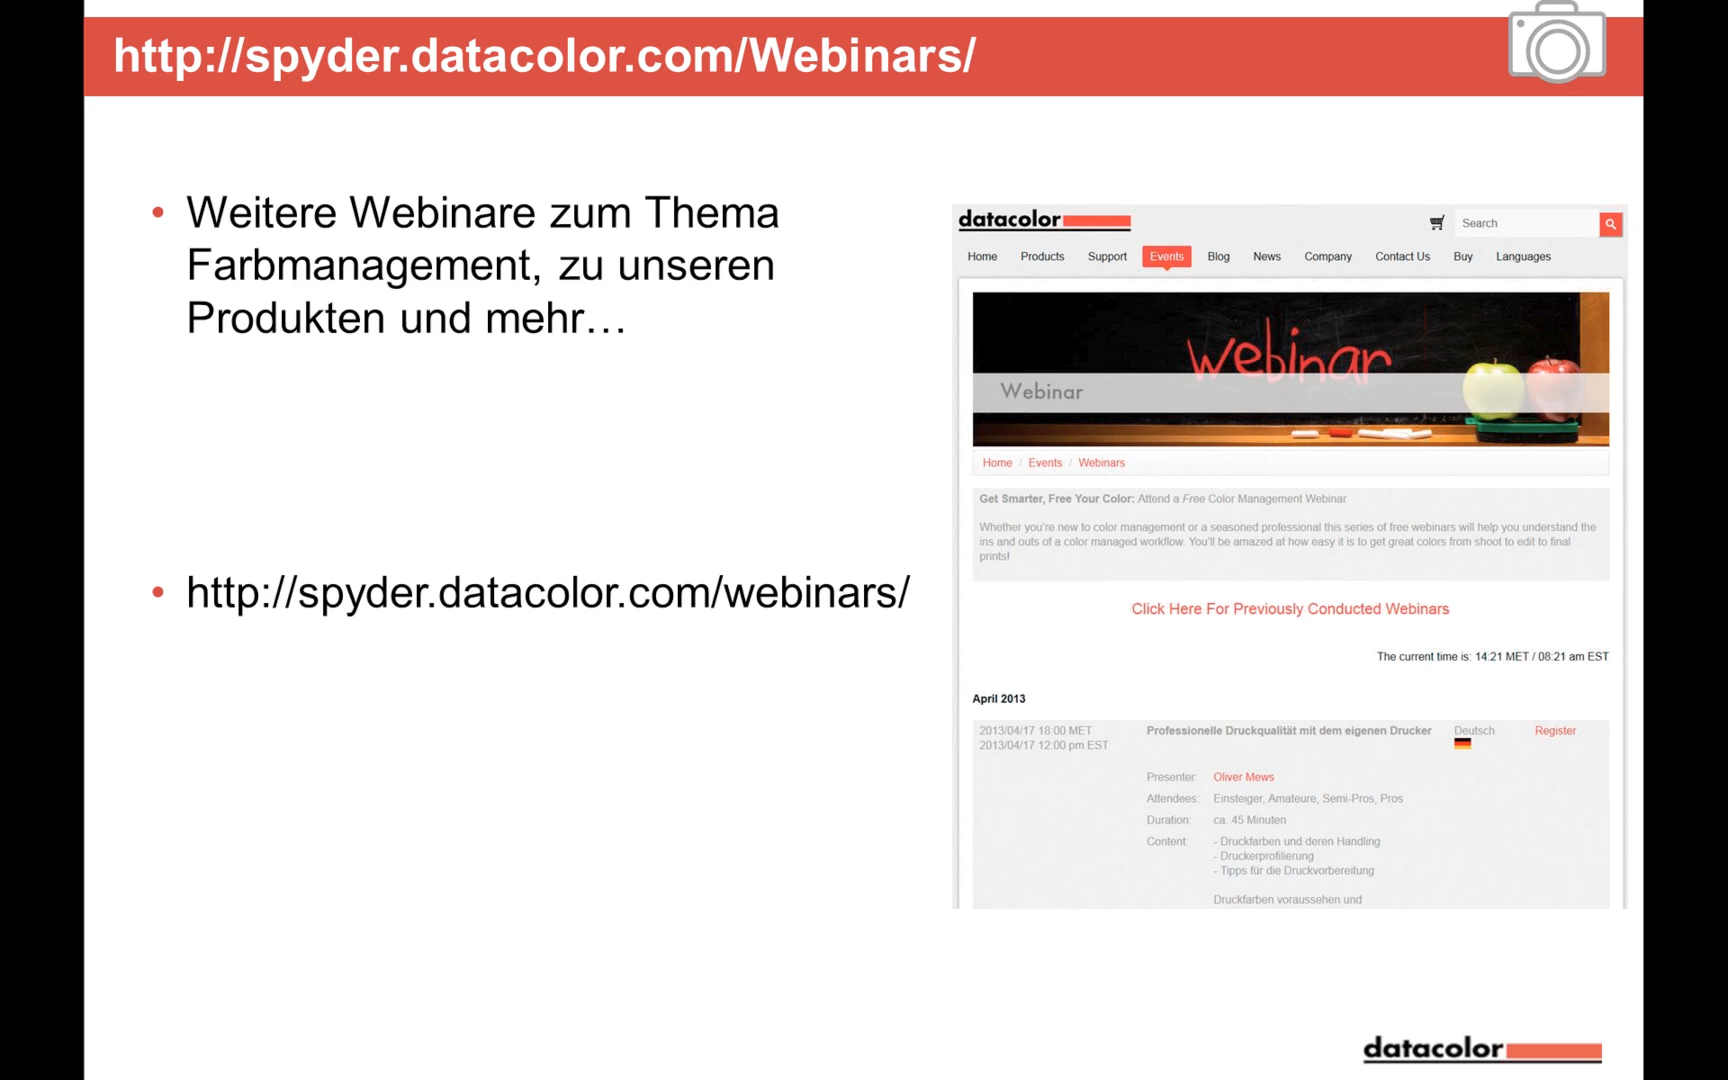 http://spyder.datacolor.com/Webinars/
• Weitere Webinare zum Thema
Farbmanagement, zu unseren
Produkten und mehr…
• http://spyder.datacolor.com/webinars/
datacolor
Search
Home Products Support Events Blog News Company Contact Us Buy Languages
webinar
Webinar
Home / Events / Webinars
Get Smarter, Free Your Color: Attend a Free Color Management Webinar
Whether you're new to color management or a seasoned professional this series of free webinars will help you understand the
ins and outs of a color managed workflow. You'll be amazed at how easy it is to get great colors from shoot to edit to final
prints!
Click Here For Previously Conducted Webinars
The current time is: 14:21 MET / 08:21 am EST
April 2013
2013/04/17 18:00 MET Professionelle Druckqualität mit dem eigenen Drucker Deutsch Register
2013/04/17 12:00 pm EST
Presenter: Oliver Mews
Attendees: Einsteiger, Amateure, Semi-Pros, Pros
Duration: ca. 45 Minuten
Content: - Druckfarben und deren Handling
- Druckerprofilierung
- Tipps für die Druckvorbereitung
Druckfarben voraussehen und
datacolor